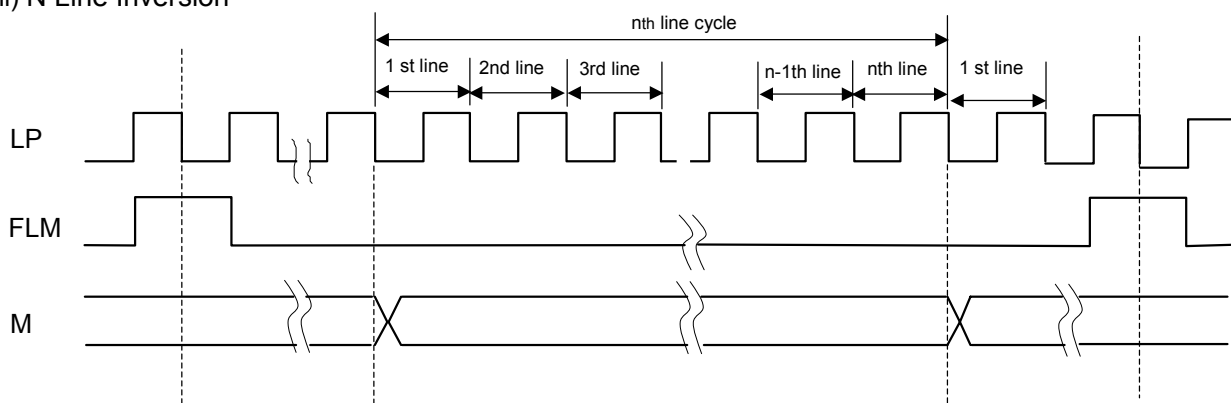 N Line Inversion
nth line cycle
1 st line
2nd line
3rd line
n-1th line
nth line
1 st line
LP
FLM
M